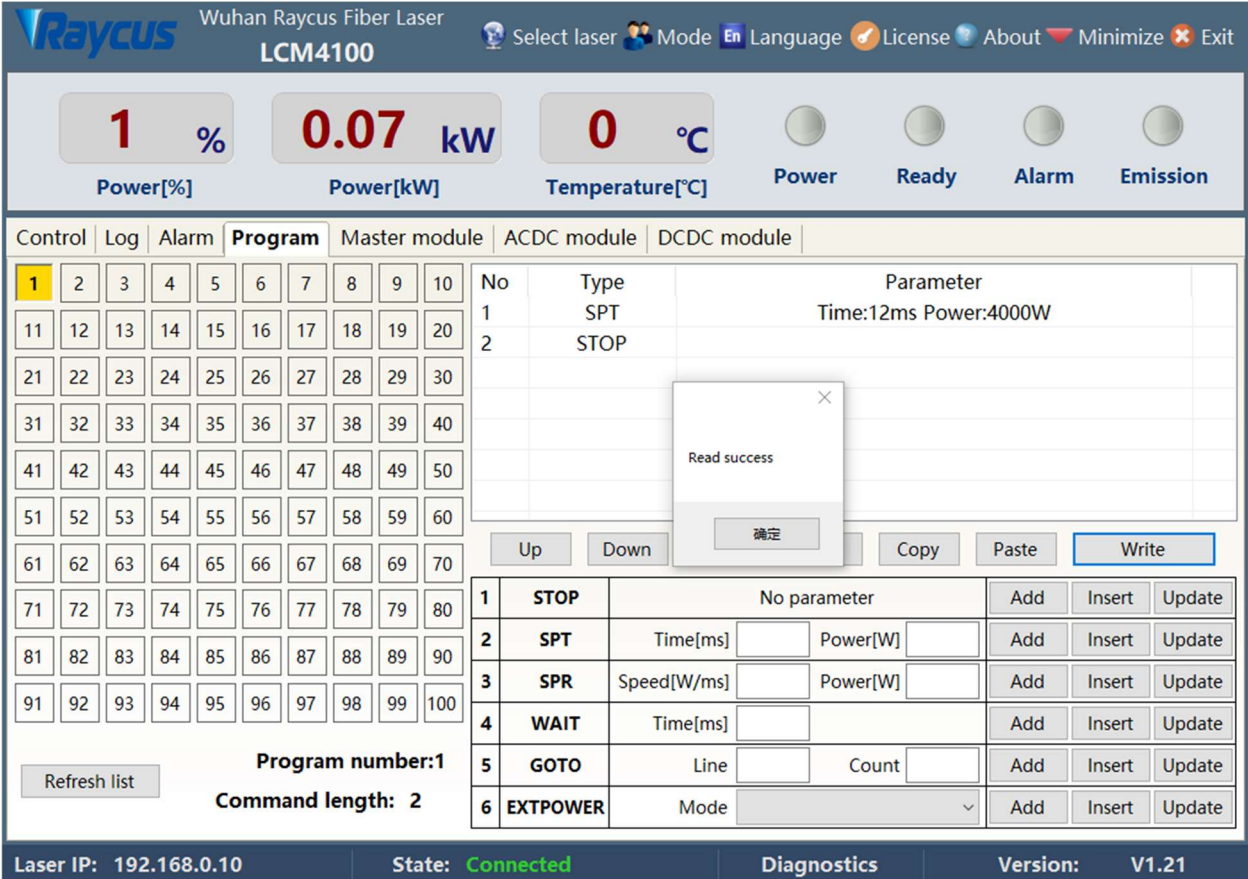 Raycus
Wuhan Raycus Fiber Laser
LCM4100
Select laser Mode En Language License About Minimize Exit
1 % 0.07 kW 0 ℃
Power[%] Power[kW] Temperature[℃] Power Ready Alarm Emission
Control Log Alarm Program Master module ACDC module DCDC module
1 2 3 4 5 6 7 8 9 10
11 12 13 14 15 16 17 18 19 20
21 22 23 24 25 26 27 28 29 30
31 32 33 34 35 36 37 38 39 40
41 42 43 44 45 46 47 48 49 50
51 52 53 54 55 56 57 58 59 60
61 62 63 64 65 66 67 68 69 70
71 72 73 74 75 76 77 78 79 80
81 82 83 84 85 86 87 88 89 90
91 92 93 94 95 96 97 98 99 100
Refresh list
Program number:1
Command length: 2
No Type Parameter
1 SPT Time:12ms Power:4000W
2 STOP
Read success
确定
Up Down Copy Paste Write
1 STOP No parameter Add Insert Update
2 SPT Time[ms] Power[W] Add Insert Update
3 SPR Speed[W/ms] Power[W] Add Insert Update
4 WAIT Time[ms] Add Insert Update
5 GOTO Line Count Add Insert Update
6 EXTPOWER Mode Add Insert Update
Laser IP: 192.168.0.10 State: Connected Diagnostics Version: V1.21